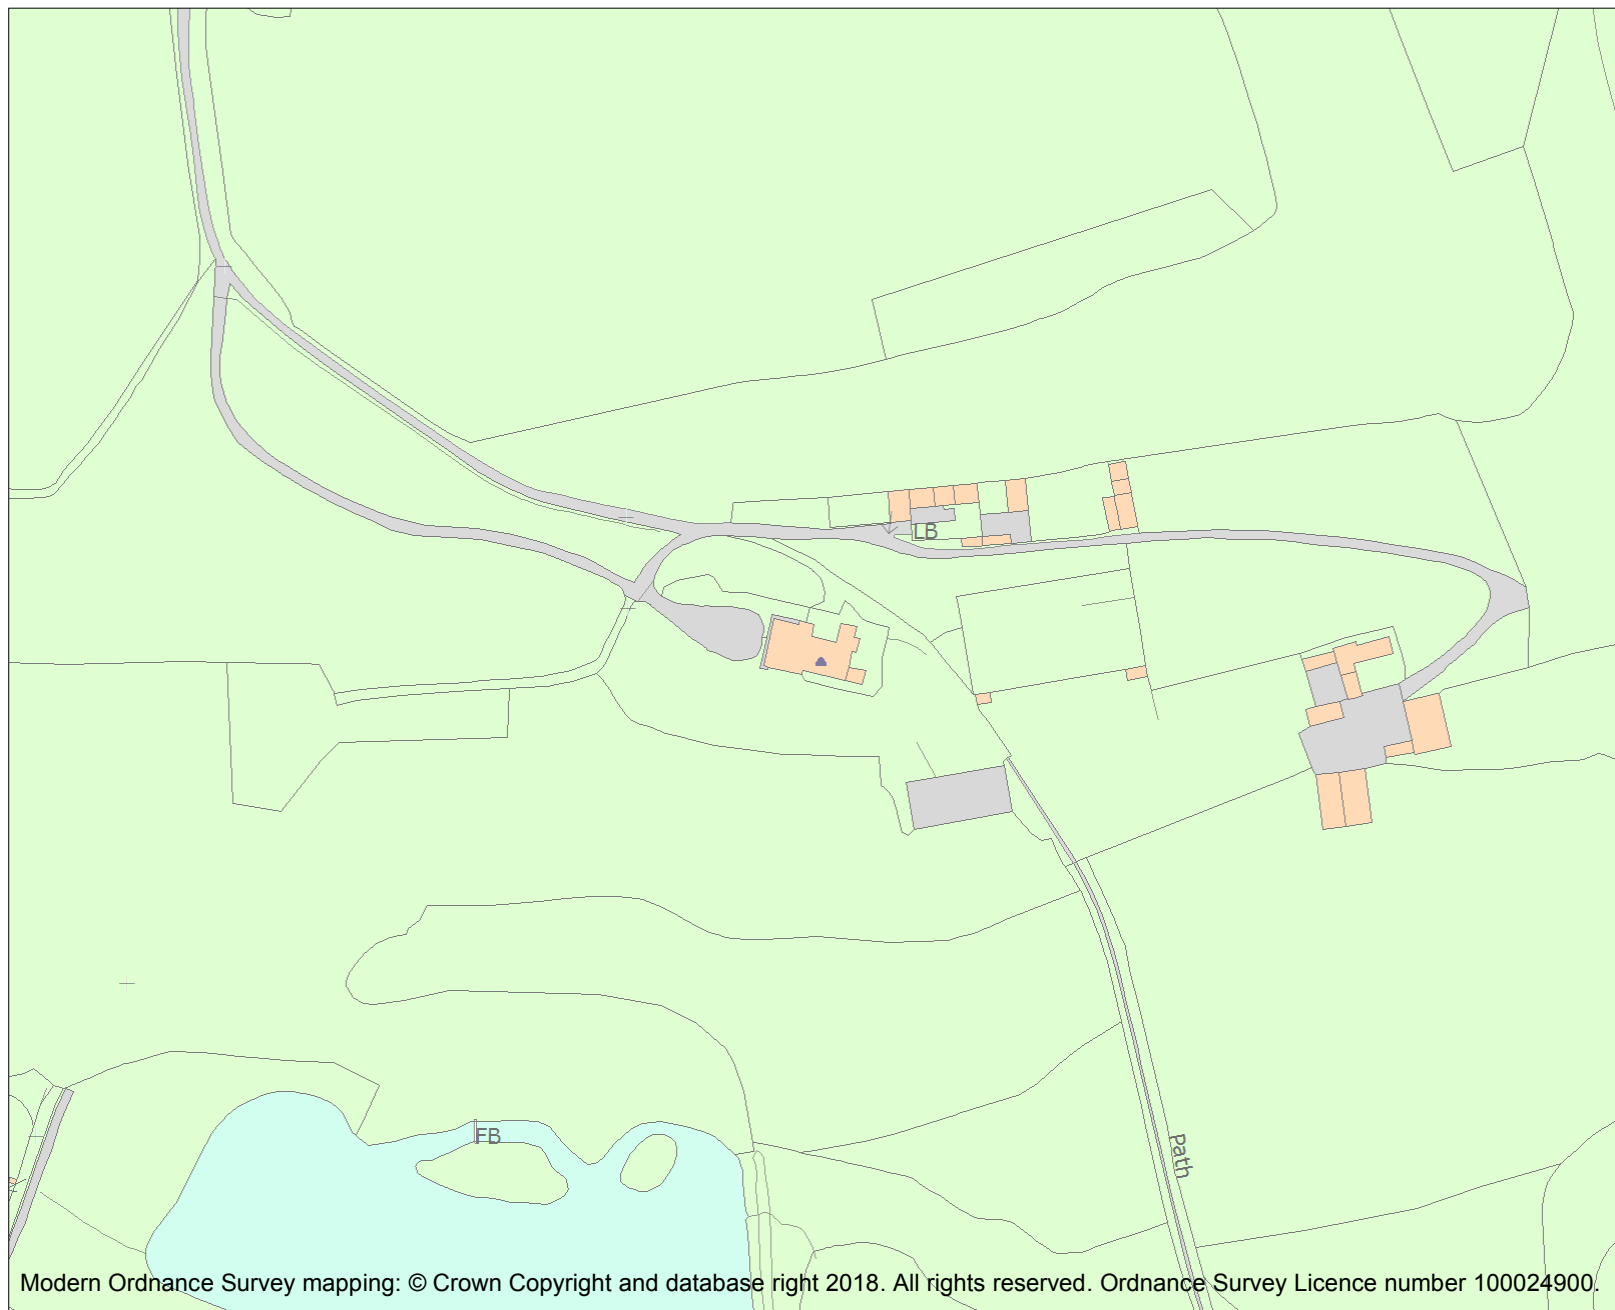 LB
FB
Path
Modern Ordnance Survey mapping: © Crown Copyright and database right 2018. All rights reserved. Ordnance Survey Licence number 100024900.